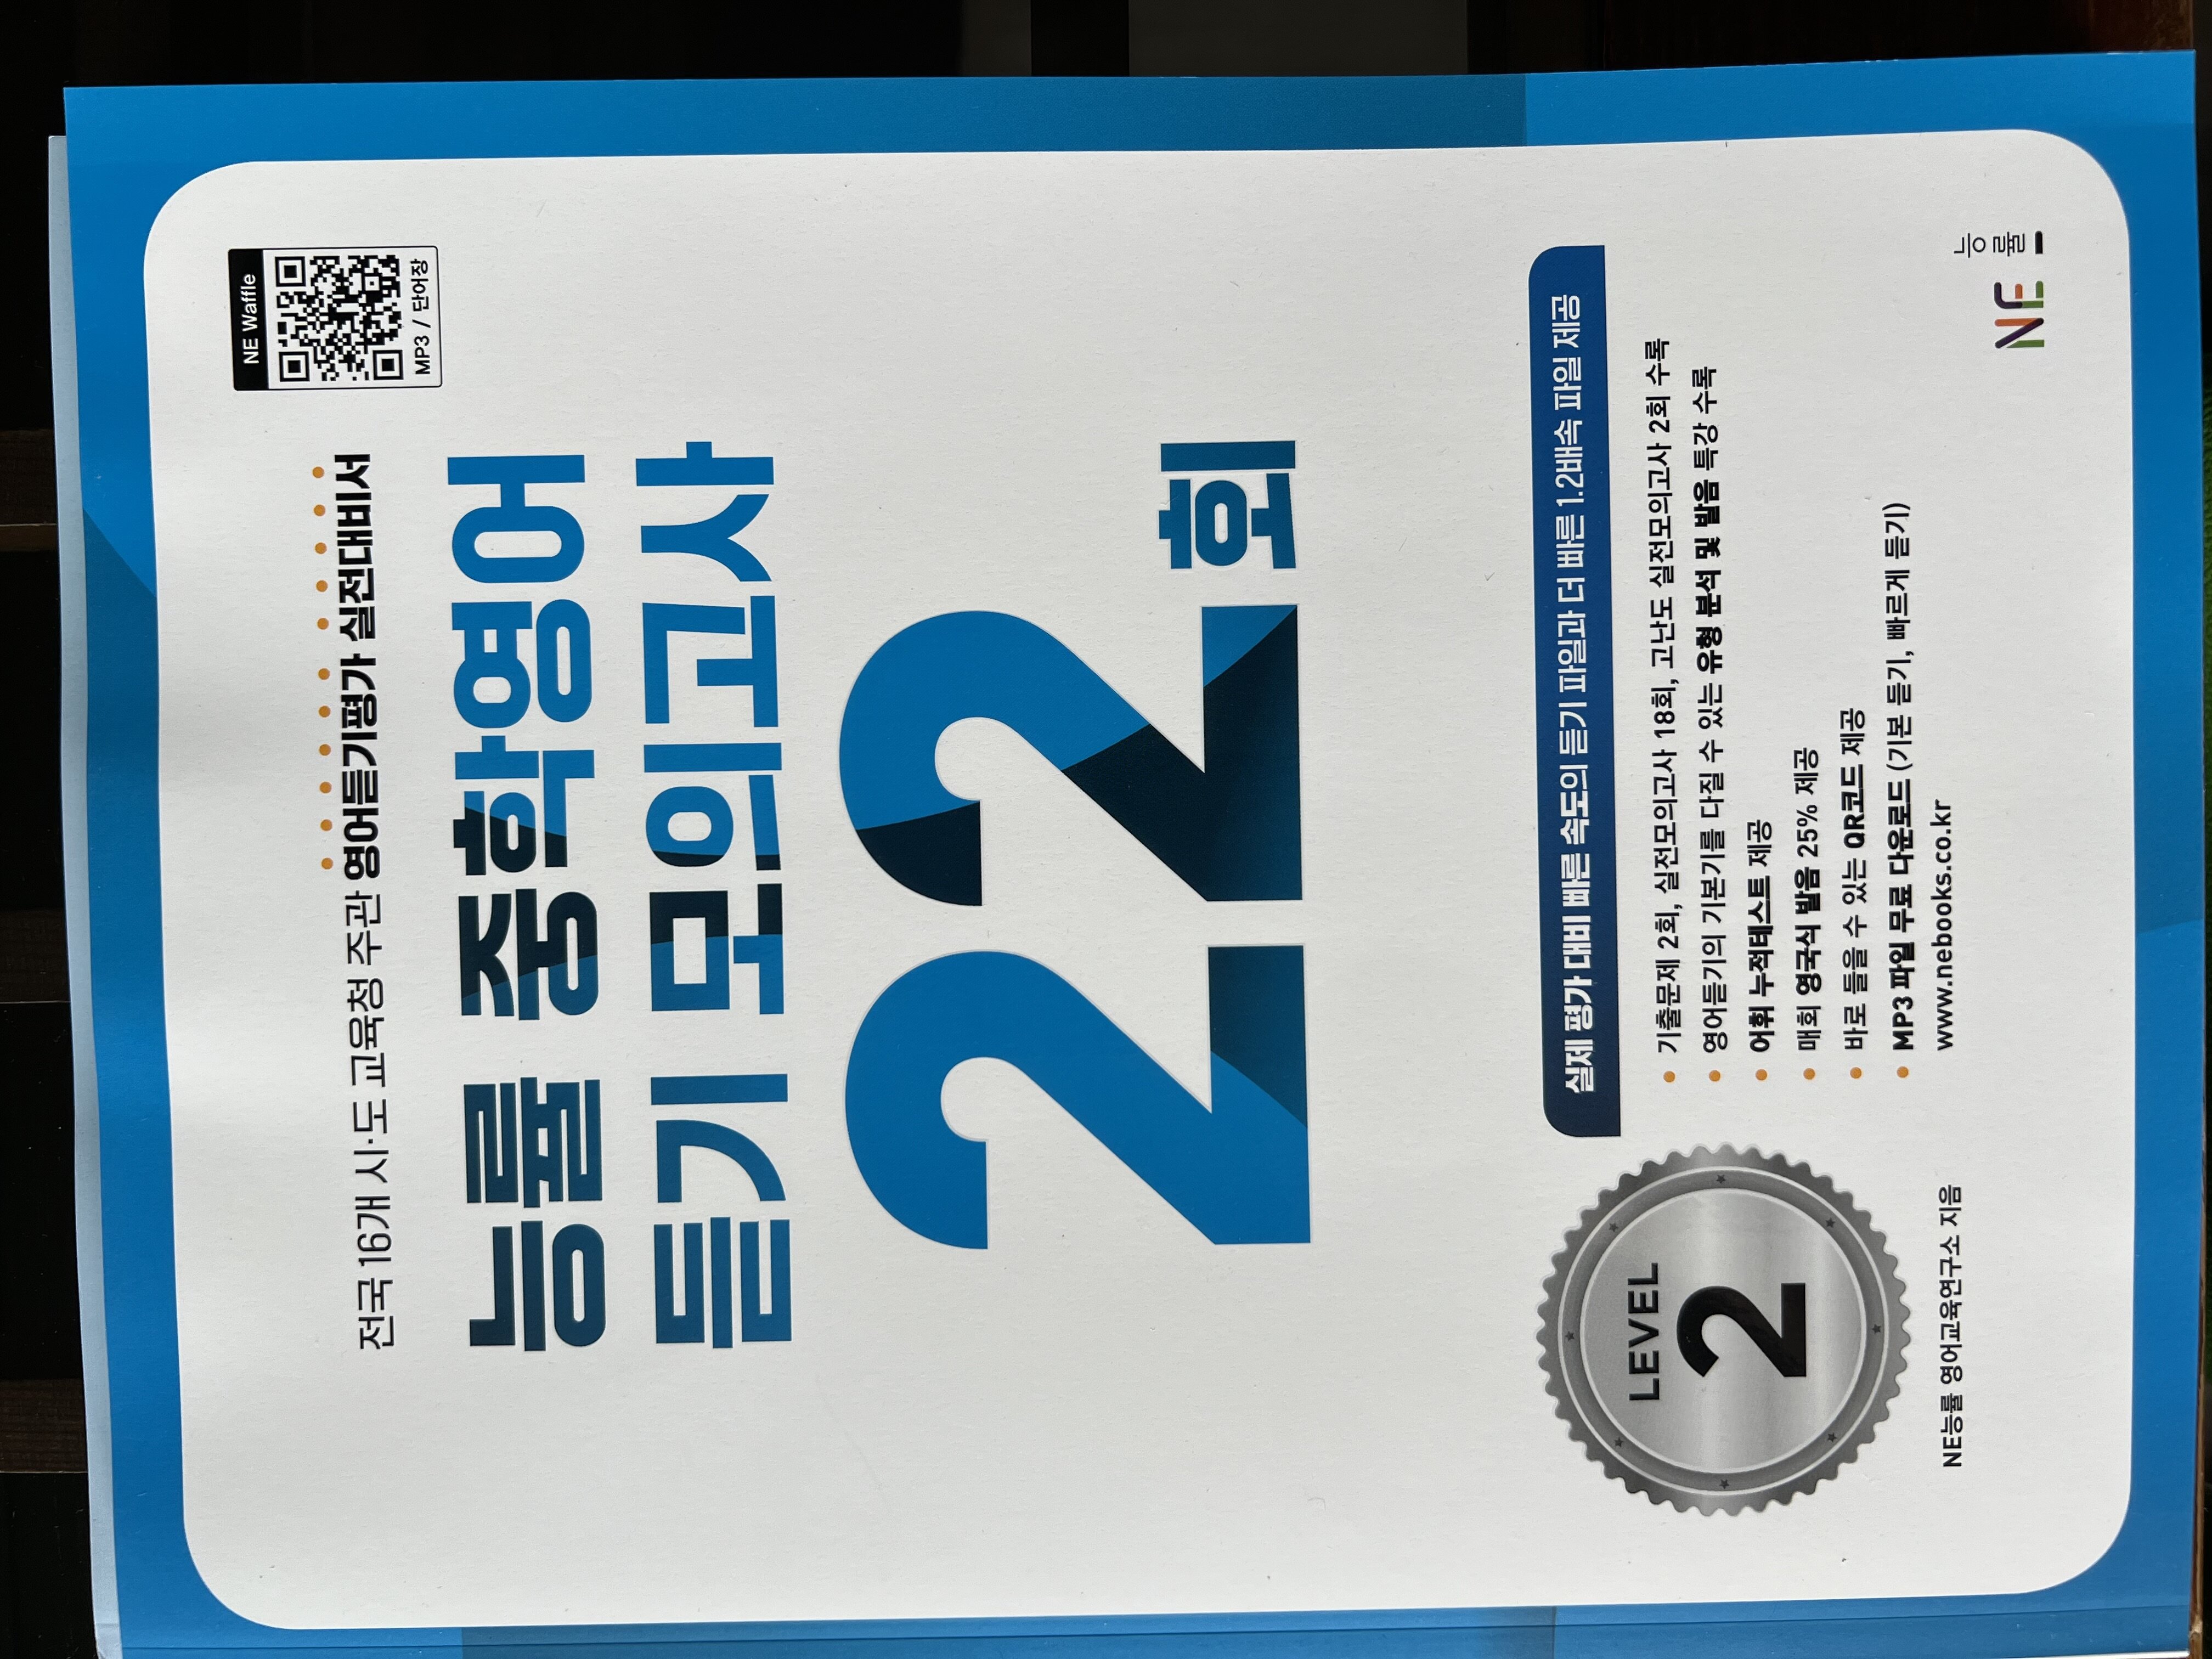 NE Waffle
MP3 / 단어장
전국 16개 시·도 교육청 주관 영어듣기평가 실전대비서
능률 중학영어
듣기 모의고사
22회
실제 평가 대비 빠른 속도의 듣기 파일과 더 빠른 1.2배속 파일 제공
• 기출문제 2회, 실전모의고사 18회, 고난도 실전모의고사 2회 수록
• 영어듣기의 기본기를 다질 수 있는 유형 분석 및 발음 특강 수록
• 어휘 누적테스트 제공
• 매회 영국식 발음 25% 제공
• 바로 들을 수 있는 QR코드 제공
• MP3 파일 무료 다운로드 (기본 듣기, 빠르게 듣기)
www.nebooks.co.kr
LEVEL
2
NE능률 영어교육연구소 지음
NE 능률